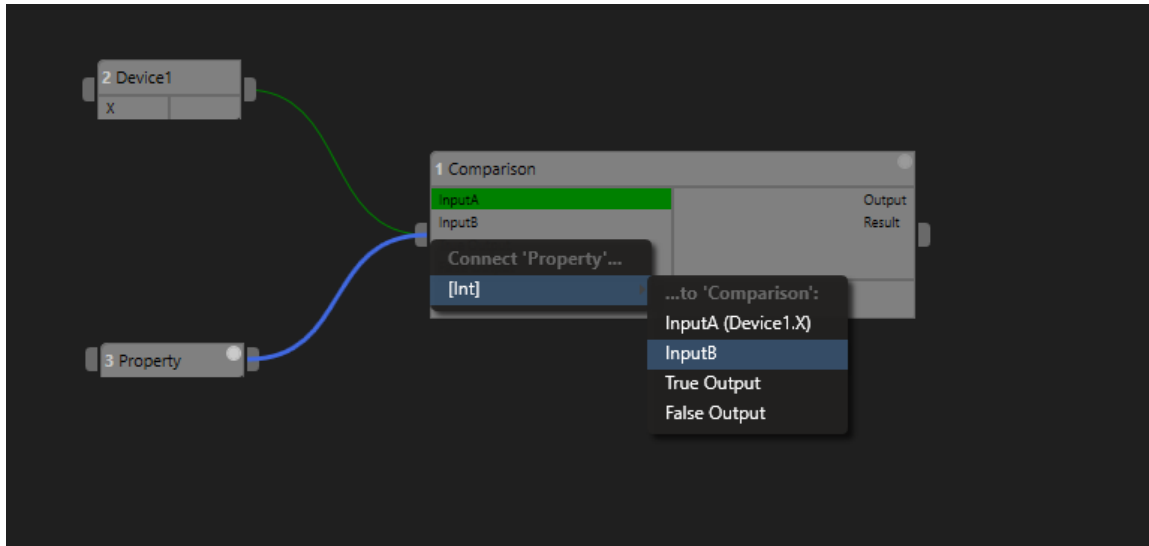 2 Device1
X
1 Comparison
InputA
Output
InputB
Result
Connect 'Property'...
[Int]
...to 'Comparison':
InputA (Device1.X)
InputB
True Output
False Output
3 Property